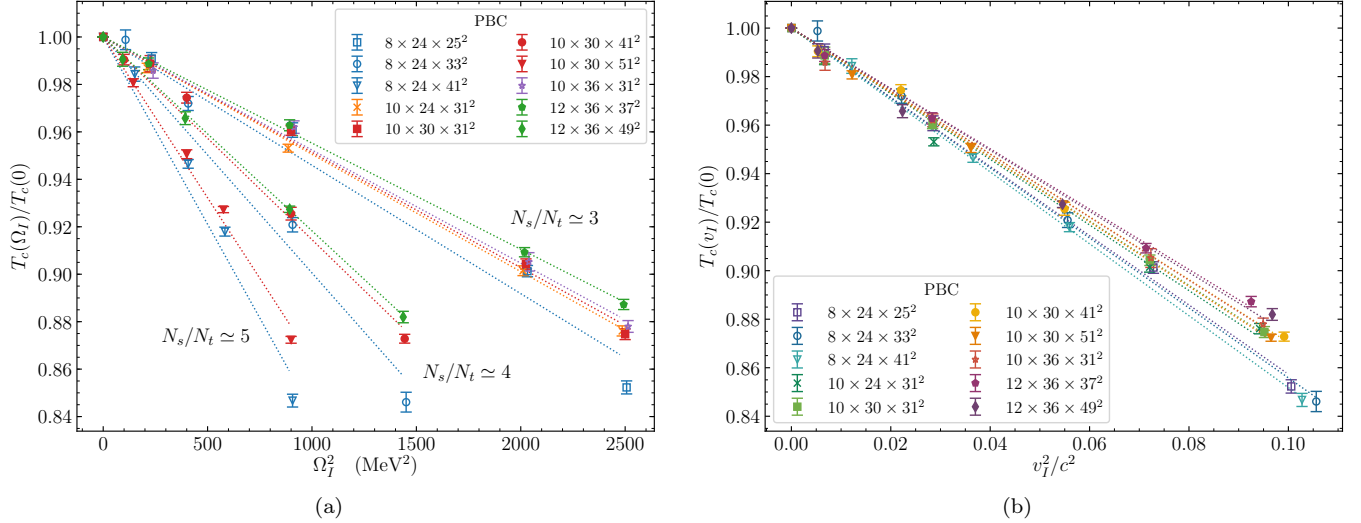 PBC
8 × 24 × 25²
8 × 24 × 33²
8 × 24 × 41²
10 × 24 × 31²
10 × 30 × 31²
10 × 30 × 41²
10 × 30 × 51²
10 × 36 × 31²
12 × 36 × 37²
12 × 36 × 49²
N_s/N_t ≃ 3
N_s/N_t ≃ 5
N_s/N_t ≃ 4
T_c(Ω_I)/T_c(0)
1.00
0.98
0.96
0.94
0.92
0.90
0.88
0.86
0.84
0 500 1000 1500 2000 2500
Ω_I² (MeV²)
(a)
T_c(v_I)/T_c(0)
1.00
0.98
0.96
0.94
0.92
0.90
0.88
0.86
0.84
PBC
8 × 24 × 25²
8 × 24 × 33²
8 × 24 × 41²
10 × 24 × 31²
10 × 30 × 31²
10 × 30 × 41²
10 × 30 × 51²
10 × 36 × 31²
12 × 36 × 37²
12 × 36 × 49²
0.00 0.02 0.04 0.06 0.08 0.10
v_I²/c²
(b)